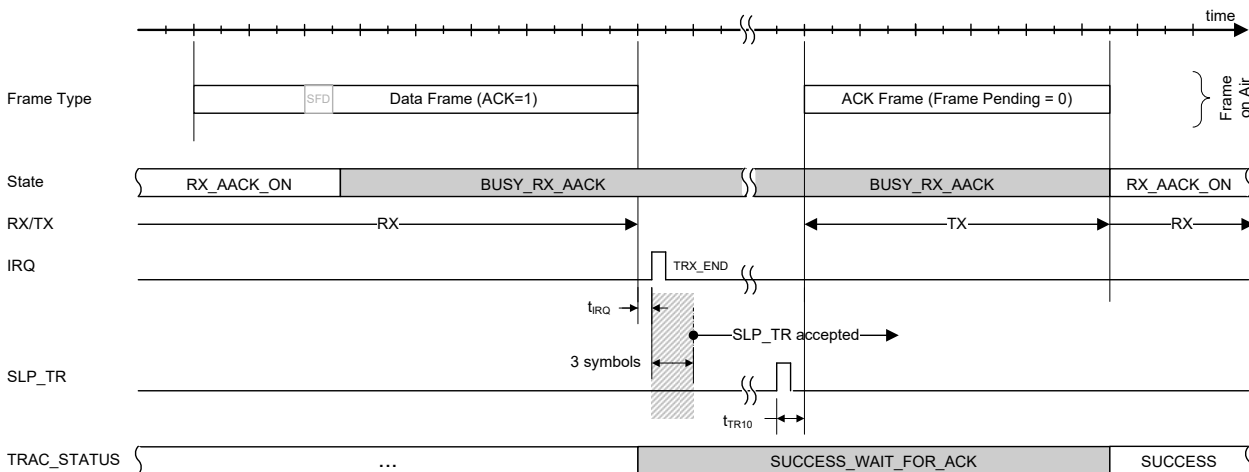 time
Frame Type
SFD
Data Frame (ACK=1)
ACK Frame (Frame Pending = 0)
Frame
on Air
State
RX_AACK_ON
BUSY_RX_AACK
BUSY_RX_AACK
RX_AACK_ON
RX/TX
RX
TX
RX
IRQ
TRX_END
tIRQ
SLP_TR accepted
3 symbols
SLP_TR
tTR10
TRAC_STATUS
...
SUCCESS_WAIT_FOR_ACK
SUCCESS